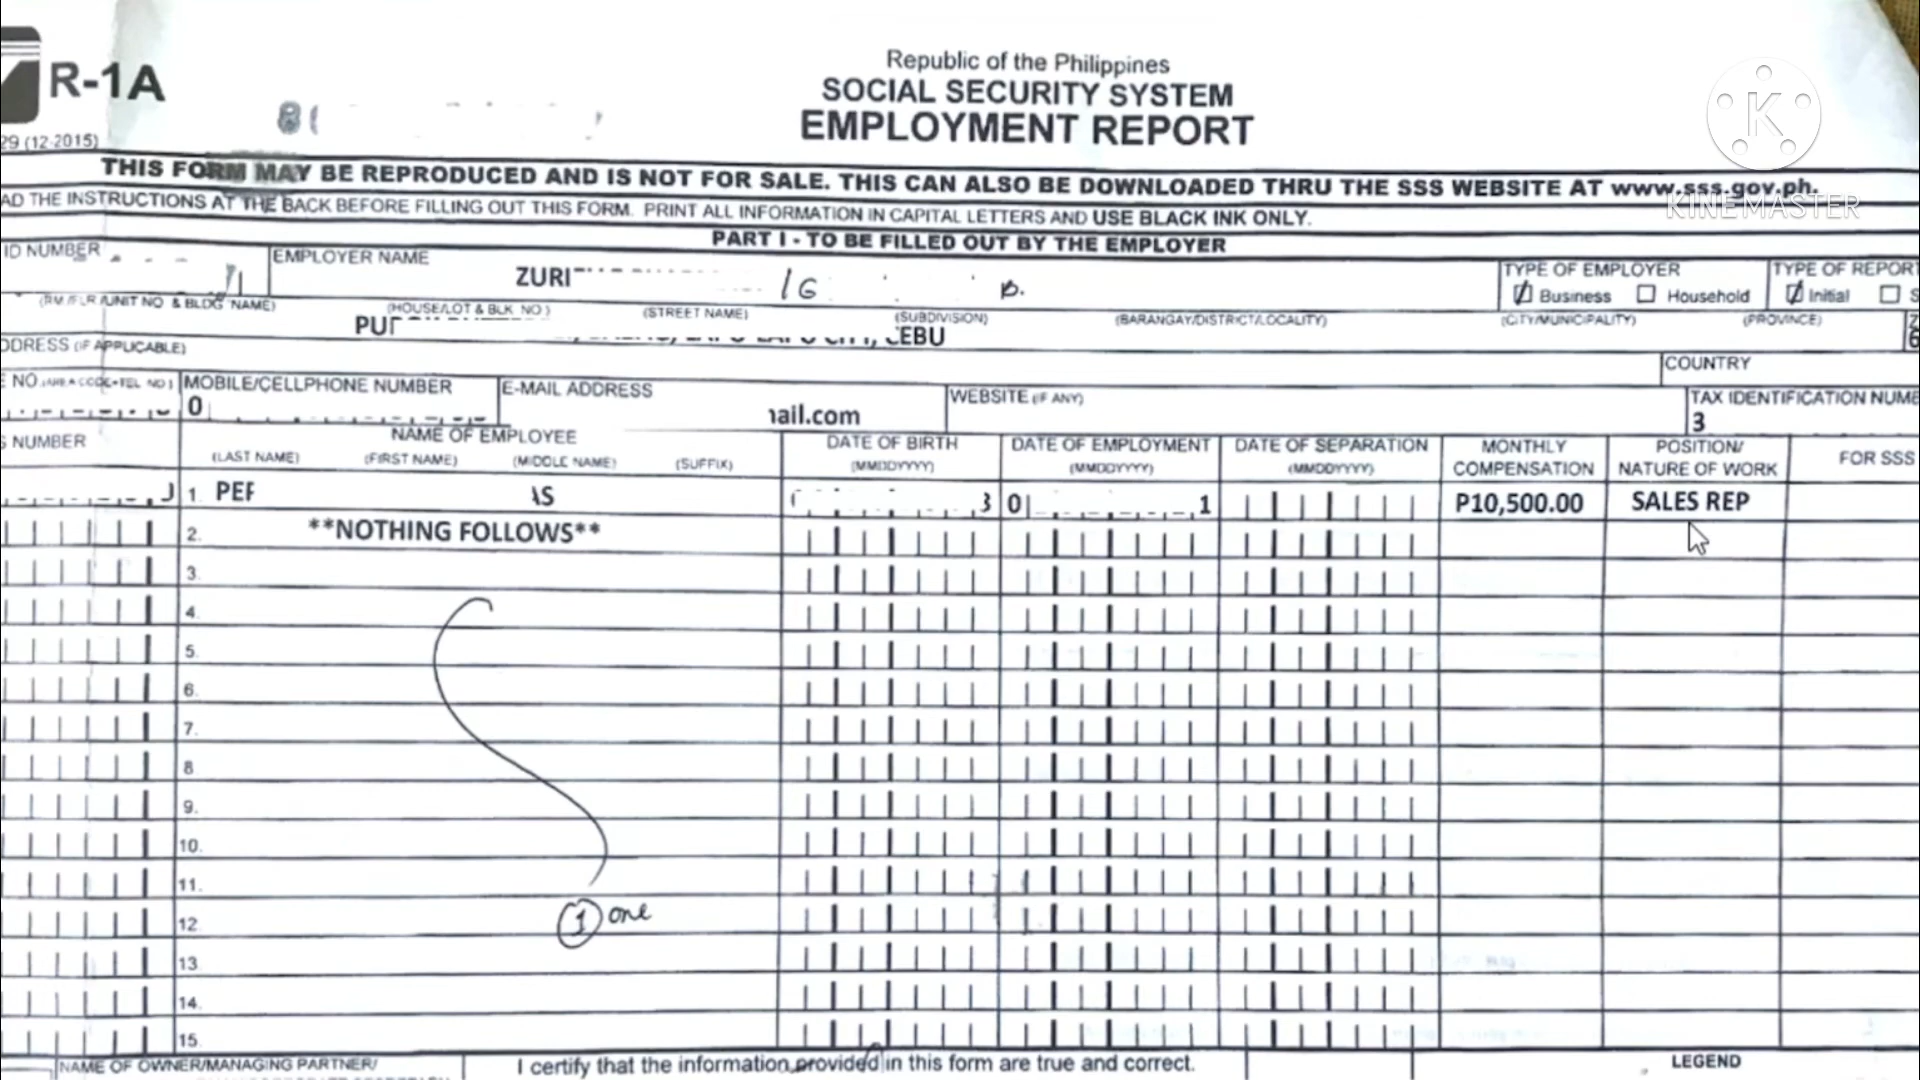 R-1A
Republic of the Philippines
SOCIAL SECURITY SYSTEM
EMPLOYMENT REPORT
29 (12-2015)
THIS FORM MAY BE REPRODUCED AND IS NOT FOR SALE. THIS CAN ALSO BE DOWNLOADED THRU THE SSS WEBSITE AT www.sss.gov.ph.
AD THE INSTRUCTIONS AT THE BACK BEFORE FILLING OUT THIS FORM. PRINT ALL INFORMATION IN CAPITAL LETTERS AND USE BLACK INK ONLY.
KINEMASTER
PART I - TO BE FILLED OUT BY THE EMPLOYER
ID NUMBER EMPLOYER NAME TYPE OF EMPLOYER TYPE OF REPORT
ZURI
Business Household Initial
(RM/FLR/UNIT NO & BLDG NAME) (HOUSE/LOT & BLK NO) (STREET NAME) (SUBDIVISION) (BARANGAY/DISTRICT/LOCALITY) (CITY/MUNICIPALITY) (PROVINCE)
CEBU
DDRESS (IF APPLICABLE) COUNTRY
E NO. (AREA CODE+TEL NO) MOBILE/CELLPHONE NUMBER E-MAIL ADDRESS WEBSITE (IF ANY) TAX IDENTIFICATION NUMBE
0 ail.com 3
S NUMBER NAME OF EMPLOYEE DATE OF BIRTH DATE OF EMPLOYMENT DATE OF SEPARATION MONTHLY COMPENSATION POSITION/ NATURE OF WORK FOR SSS
(LAST NAME) (FIRST NAME) (MIDDLE NAME) (SUFFIX) (MMDDYYYY) (MMDDYYYY) (MMDDYYYY)
1. PER AS 3 0 1 P10,500.00 SALES REP
2. **NOTHING FOLLOWS**
3.
4.
5.
6.
7.
8
9.
10.
11.
12. 1 one
13
14.
15.
NAME OF OWNER/MANAGING PARTNER/ I certify that the information provided in this form are true and correct. LEGEND